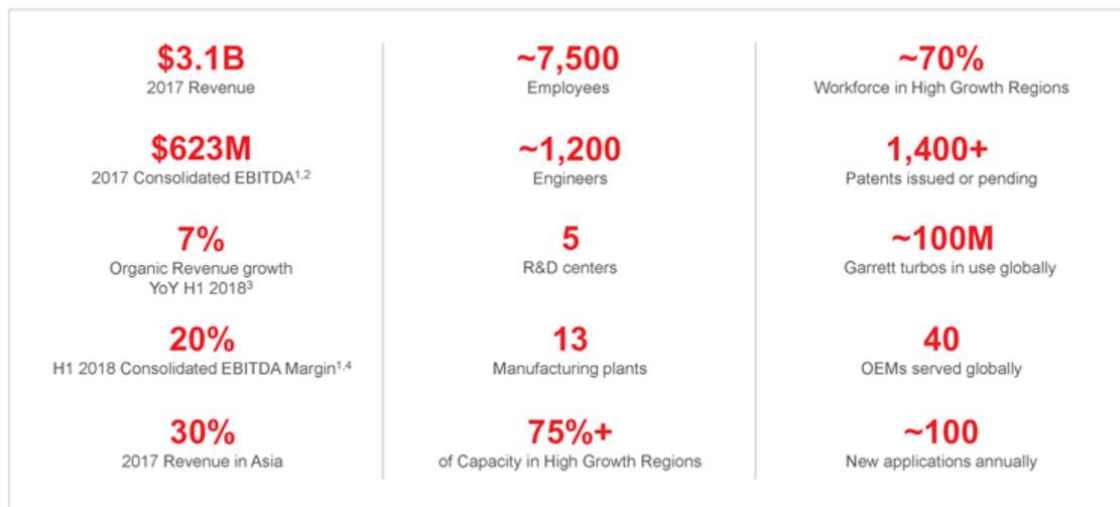 $3.1B
2017 Revenue
$623M
2017 Consolidated EBITDA1,2
7%
Organic Revenue growth
YoY H1 20183
20%
H1 2018 Consolidated EBITDA Margin1,4
30%
2017 Revenue in Asia
~7,500
Employees
~1,200
Engineers
5
R&D centers
13
Manufacturing plants
75%+
of Capacity in High Growth Regions
~70%
Workforce in High Growth Regions
1,400+
Patents issued or pending
~100M
Garrett turbos in use globally
40
OEMs served globally
~100
New applications annually